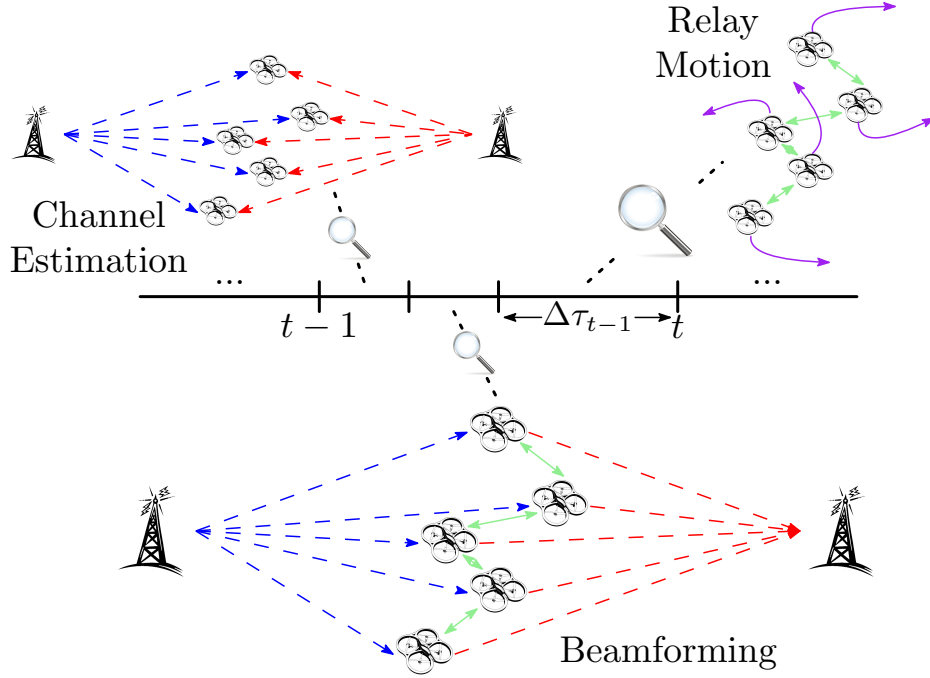 Relay
Motion
Channel
Estimation
... ...
t − 1 Δτ_{t−1} t
Beamforming